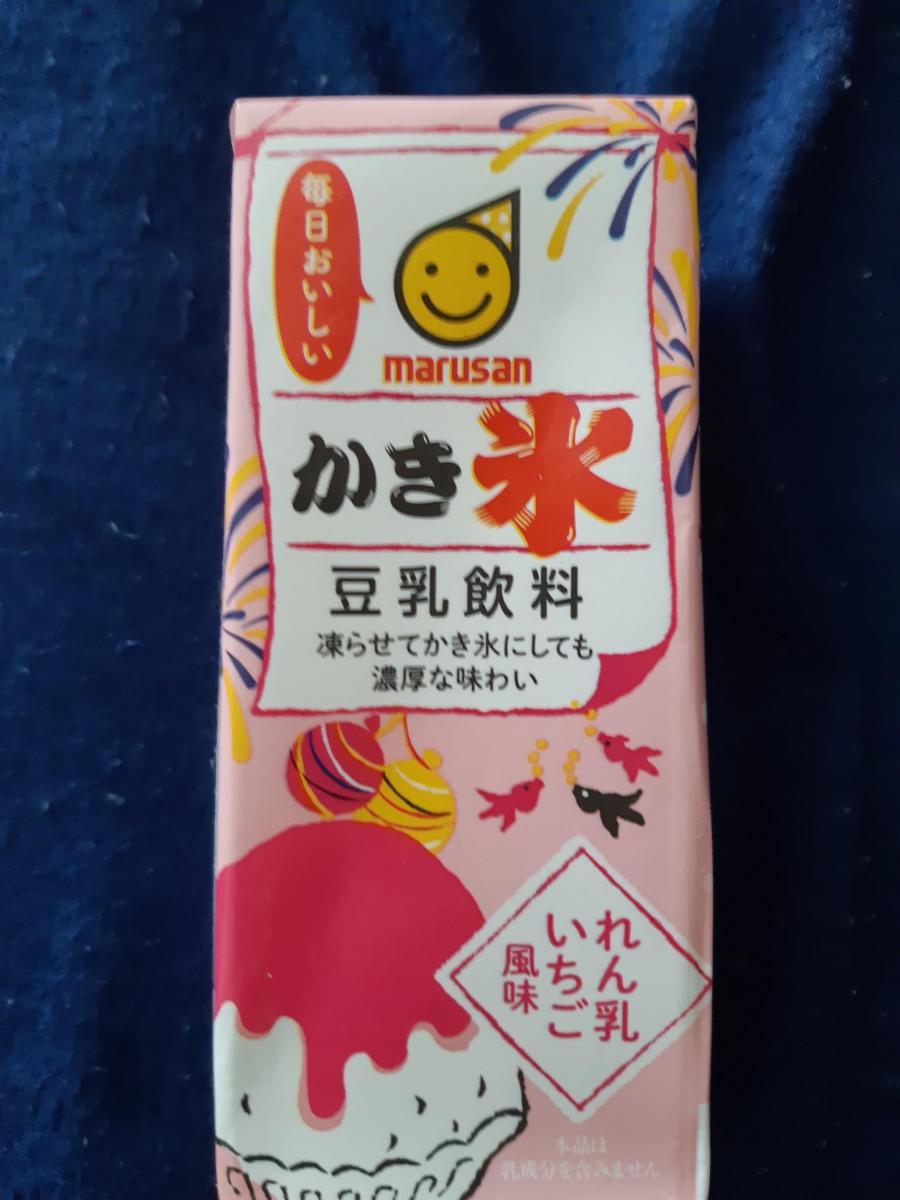 毎日おいしい
marusan
かき氷
豆乳飲料
凍らせてかき氷にしても
濃厚な味わい
れん乳
いちご
風味
本品は
乳成分を含みません